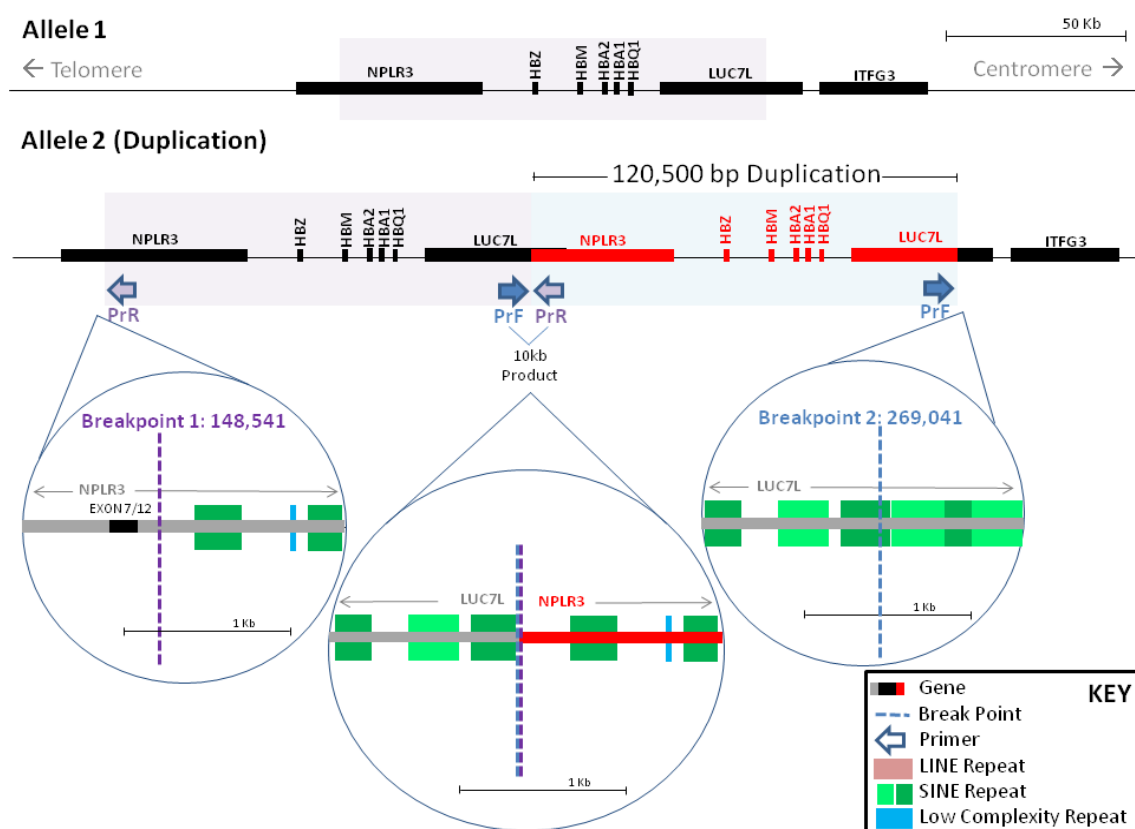 Allele 1
50 Kb
← Telomere
NPLR3
HBZ
HBM
HBA2
HBA1
HBQ1
LUC7L
ITFG3
Centromere →
Allele 2 (Duplication)
120,500 bp Duplication
NPLR3
HBZ
HBM
HBA2
HBA1
HBQ1
LUC7L
NPLR3
HBZ
HBM
HBA2
HBA1
HBQ1
LUC7L
ITFG3
PrR
PrF
PrR
PrF
10kb
Product
Breakpoint 1: 148,541
NPLR3
EXON 7/12
1 Kb
LUC7L
NPLR3
1 Kb
Breakpoint 2: 269,041
LUC7L
1 Kb
KEY
Gene
Break Point
Primer
LINE Repeat
SINE Repeat
Low Complexity Repeat